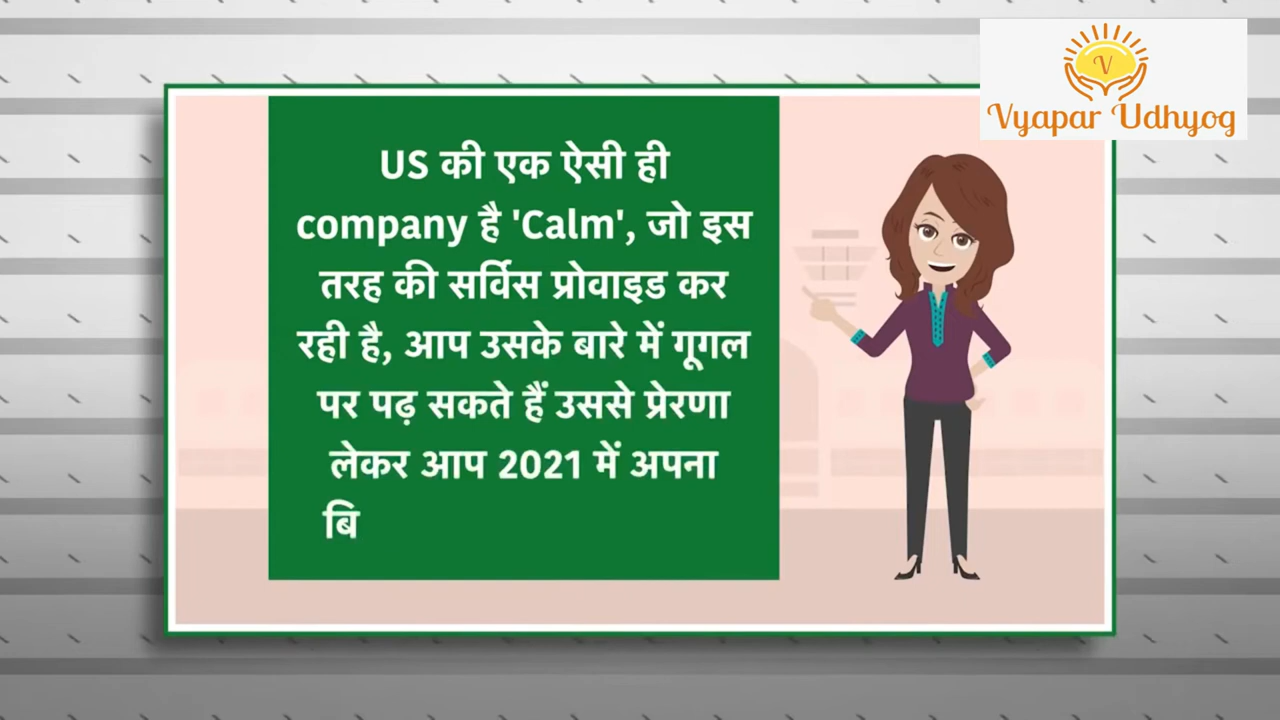 V
Vyapar Udhyog
US की एक ऐसी ही
company है 'Calm', जो इस
तरह की सर्विस प्रोवाइड कर
रही है, आप उसके बारे में गूगल
पर पढ़ सकते हैं उससे प्रेरणा
लेकर आप 2021 में अपना
बि